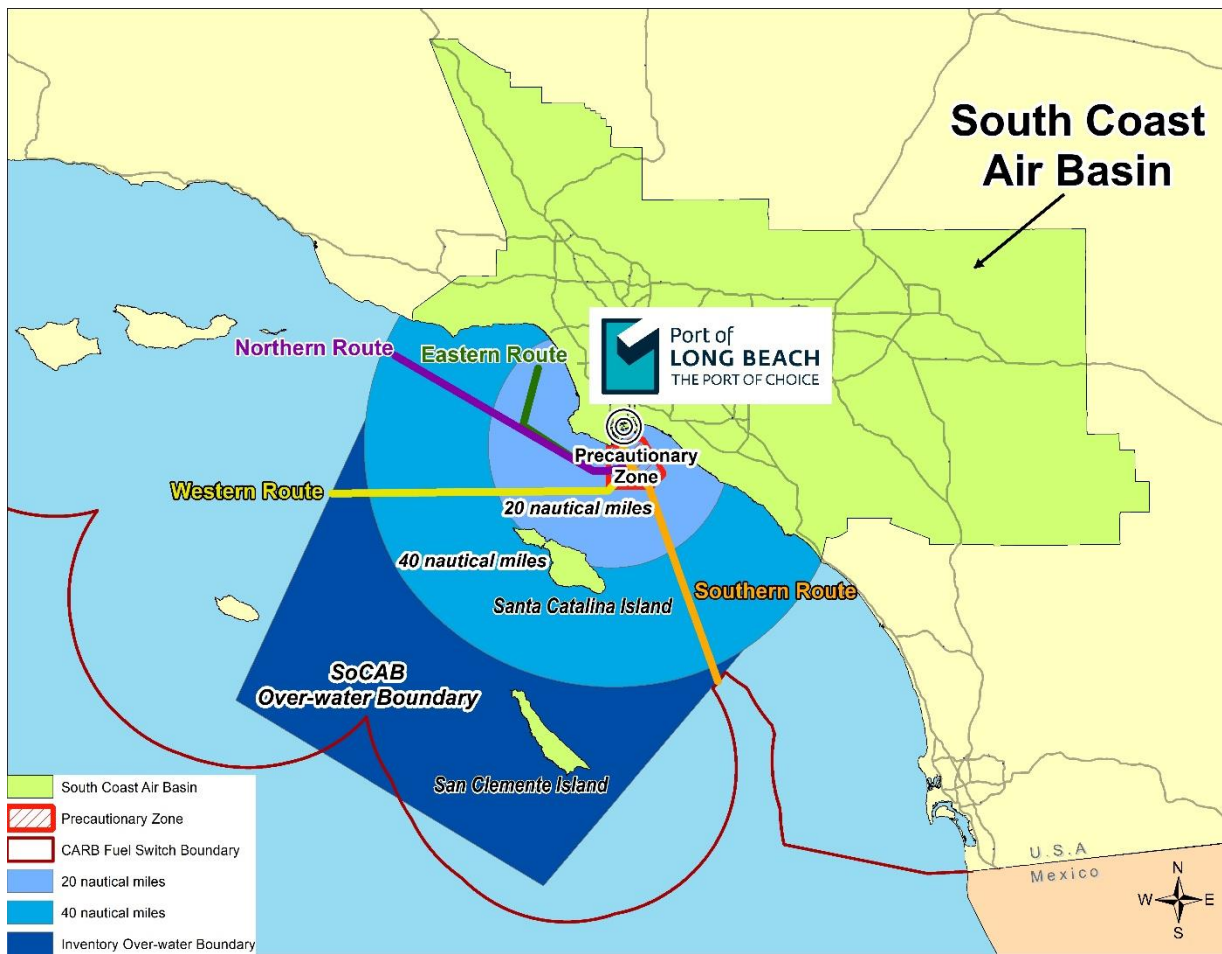 South Coast
Air Basin
Port of
LONG BEACH
THE PORT OF CHOICE
Northern Route
Eastern Route
Precautionary
Zone
Western Route
20 nautical miles
40 nautical miles
Santa Catalina Island
Southern Route
SoCAB
Over-water Boundary
San Clemente Island
South Coast Air Basin
Precautionary Zone
CARB Fuel Switch Boundary
20 nautical miles
40 nautical miles
Inventory Over-water Boundary
U.S.A
Mexico
N
W
E
S